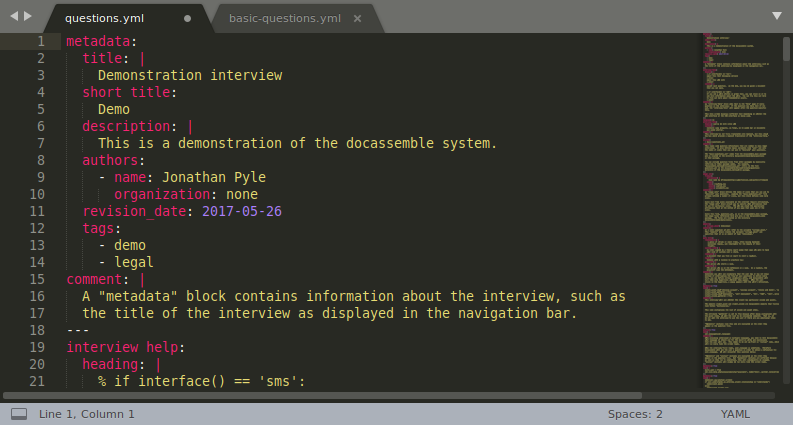 questions.yml
basic-questions.yml ×
1 metadata:
2   title: |
3     Demonstration interview
4   short title:
5     Demo
6   description: |
7     This is a demonstration of the docassemble system.
8   authors:
9     - name: Jonathan Pyle
10       organization: none
11   revision_date: 2017-05-26
12   tags:
13     - demo
14     - legal
15 comment: |
16   A "metadata" block contains information about the interview, such as
17   the title of the interview as displayed in the navigation bar.
18 ---
19 interview help:
20   heading: |
21     % if interface() == 'sms':
Line 1, Column 1
Spaces: 2
YAML